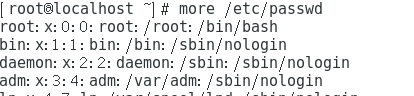 [root@localhost ~]# more /etc/passwd
root:x:0:0:root:/root:/bin/bash
bin:x:1:1:bin:/bin:/sbin/nologin
daemon:x:2:2:daemon:/sbin:/sbin/nologin
adm:x:3:4:adm:/var/adm:/sbin/nologin